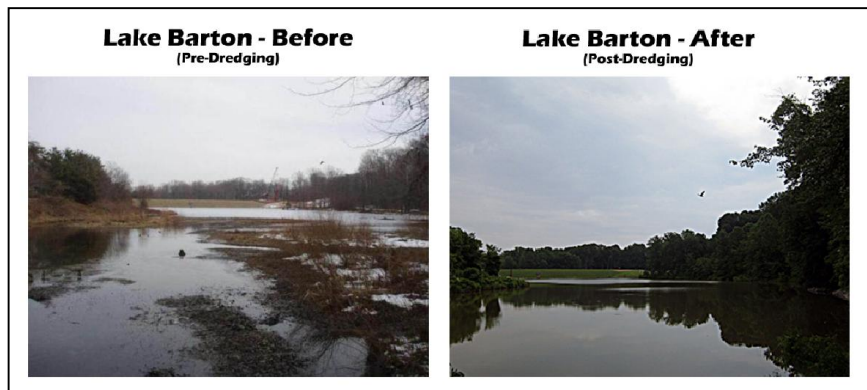 Lake Barton - Before
(Pre-Dredging)
Lake Barton - After
(Post-Dredging)